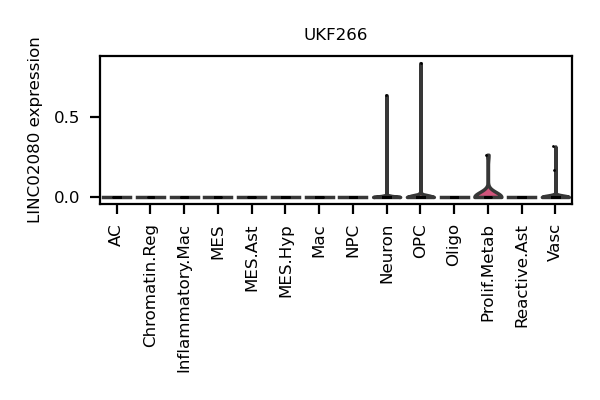 UKF266
LINC02080 expression
0.5
0.0
AC
Chromatin.Reg
Inflammatory.Mac
MES
MES.Ast
MES.Hyp
Mac
NPC
Neuron
OPC
Oligo
Prolif.Metab
Reactive.Ast
Vasc